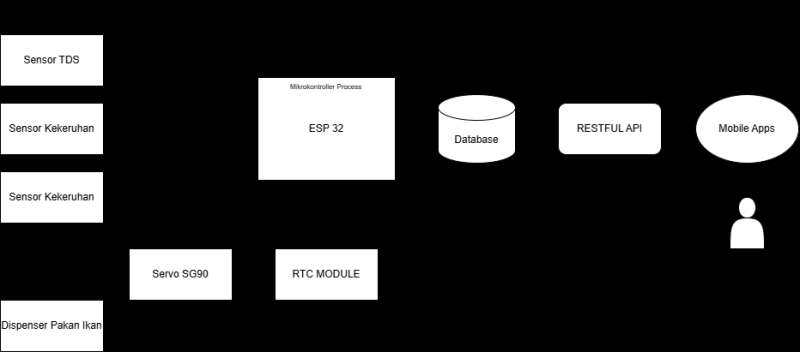 Sensor TDS
Mikrokontroller Process
Sensor Kekeruhan
ESP 32
Database
RESTFUL API
Mobile Apps
Sensor Kekeruhan
Servo SG90
RTC MODULE
Dispenser Pakan Ikan